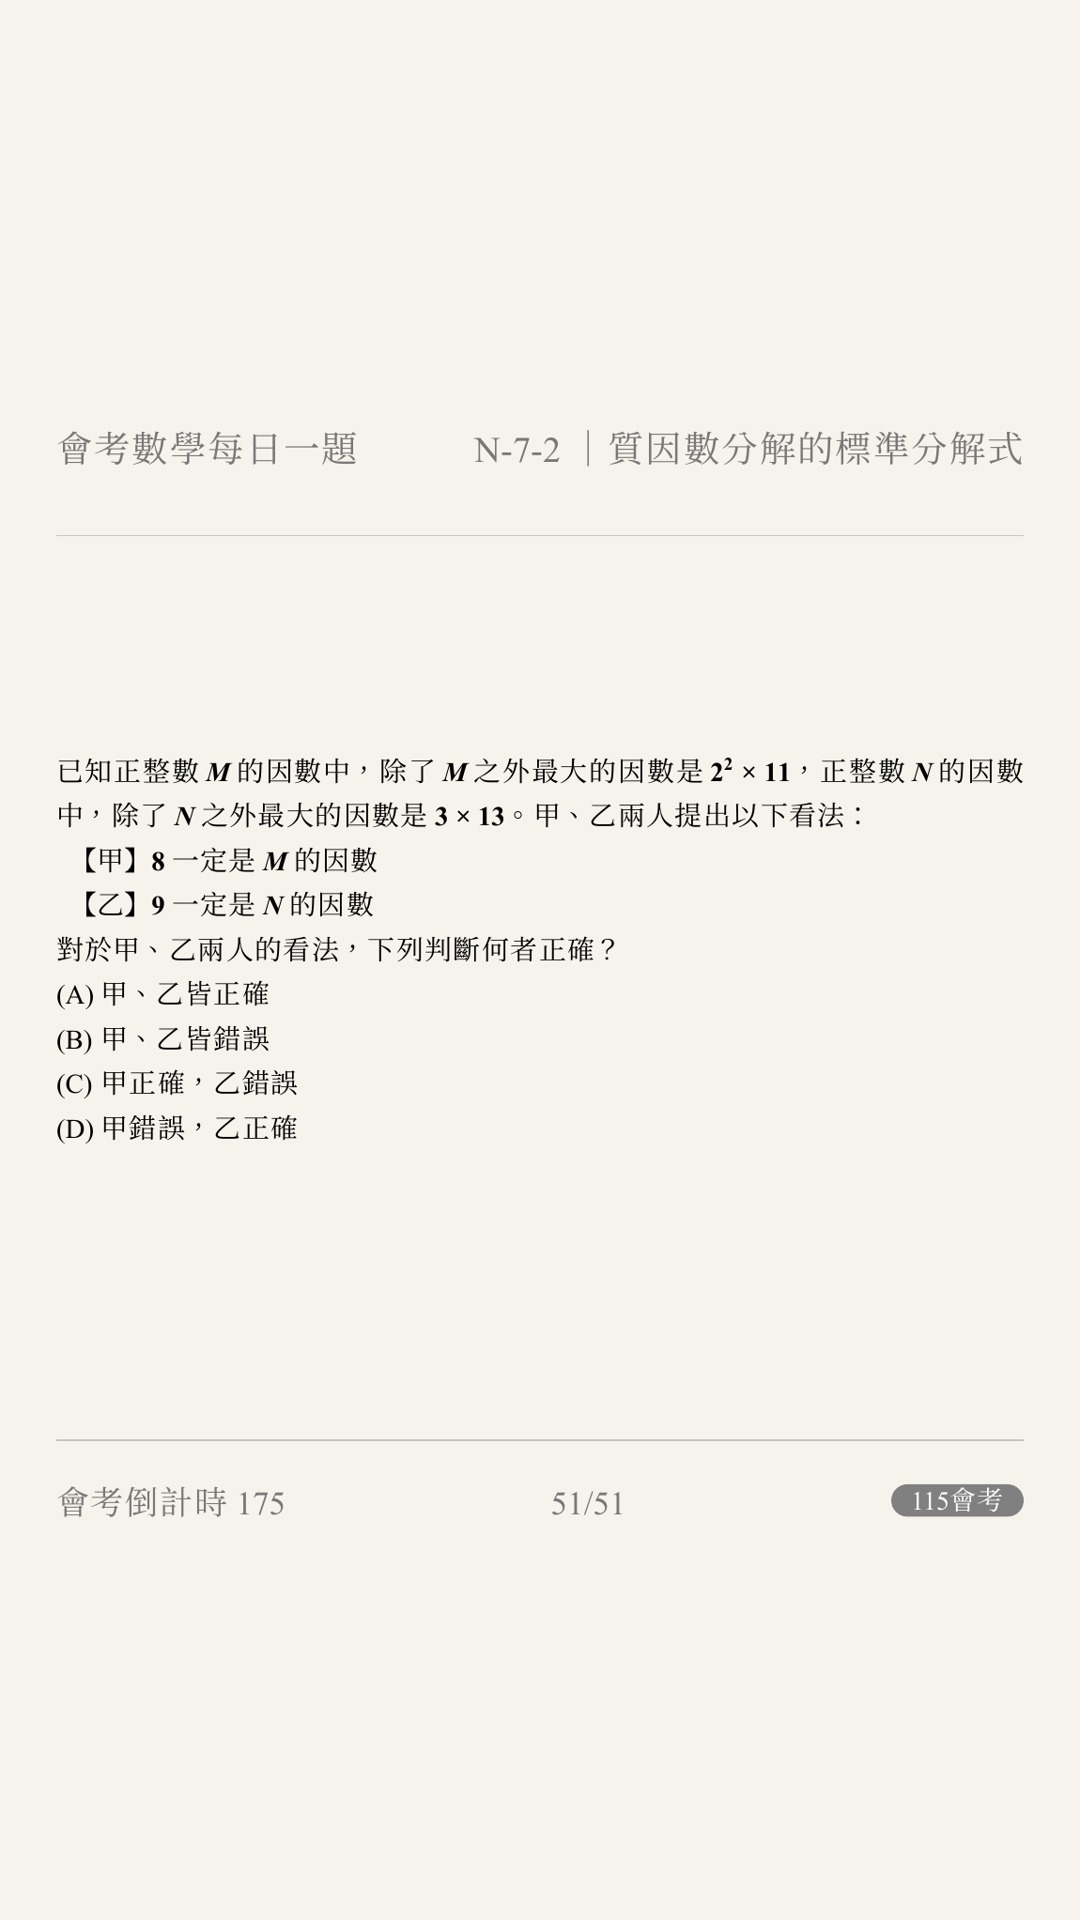 會考數學每日一題
N-7-2｜質因數分解的標準分解式
已知正整數 M 的因數中，除了 M 之外最大的因數是 2² × 11，正整數 N 的因數
中，除了 N 之外最大的因數是 3 × 13。甲、乙兩人提出以下看法：
【甲】8 一定是 M 的因數
【乙】9 一定是 N 的因數
對於甲、乙兩人的看法，下列判斷何者正確？
(A) 甲、乙皆正確
(B) 甲、乙皆錯誤
(C) 甲正確，乙錯誤
(D) 甲錯誤，乙正確
會考倒計時 175
51/51
115會考